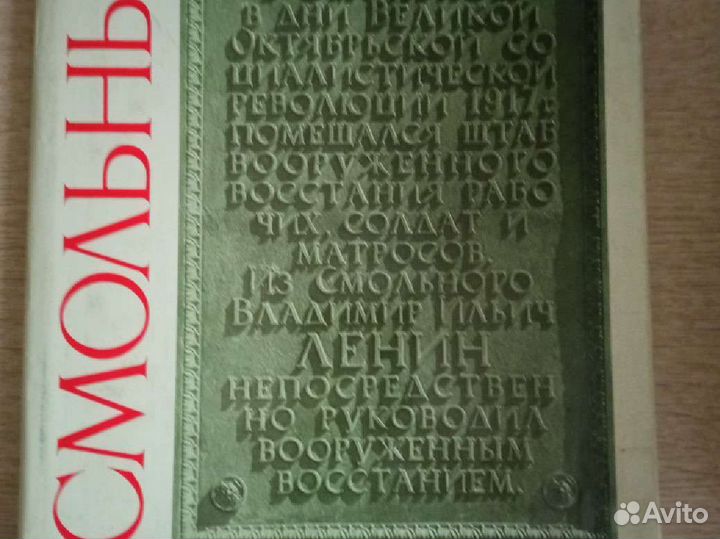 СМОЛЬНЫ
В ДНИ ВЕЛИКОЙ
ОКТЯБРЬСКОЙ СО
ЦИАЛИСТИЧЕСКОЙ
РЕВОЛЮЦИИ 1917 г.
ПОМЕЩАЛСЯ ШТАБ
ВООРУЖЕННОГО
ВОССТАНИЯ РАБО
ЧИХ, СОЛДАТ И
МАТРОСОВ.
ИЗ СМОЛЬНОГО
ВЛАДИМИР ИЛЬИЧ
ЛЕНИН
НЕПОСРЕДСТВЕН
НО РУКОВОДИЛ
ВООРУЖЕННЫМ
ВОССТАНИЕМ.
Avito